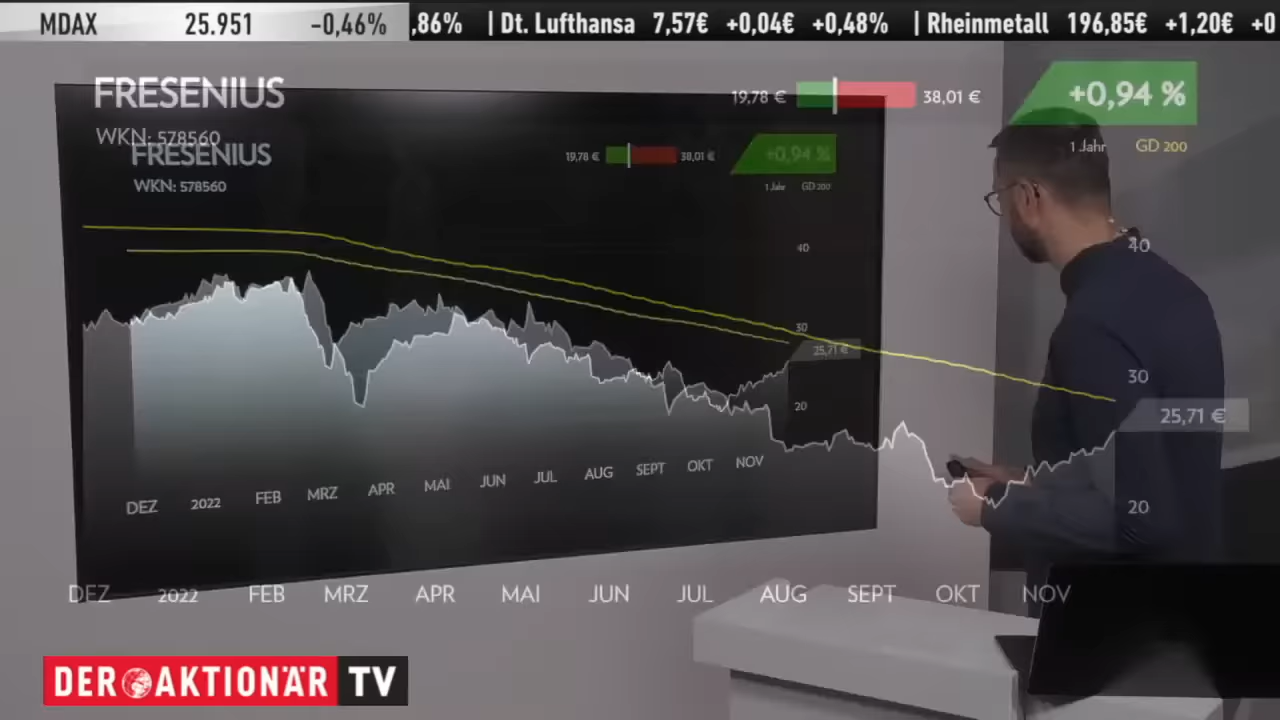 MDAX 25.951 -0,46% ,86% | Dt. Lufthansa 7,57€ +0,04€ +0,48% | Rheinmetall 196,85€ +1,20€ +0
FRESENIUS 19,78 € 38,01 € +0,94 %
WKN: 578560
1 Jahr GD 200
FRESENIUS 19,78 € 38,01 € +0,94 %
WKN: 578560
1 Jahr GD 200
40
40
30
25,71 €
30
20
25,71 €
20
DEZ 2022 FEB MRZ APR MAI JUN JUL AUG SEPT OKT NOV
DEZ 2022 FEB MRZ APR MAI JUN JUL AUG SEPT OKT NOV
DER AKTIONÄR TV